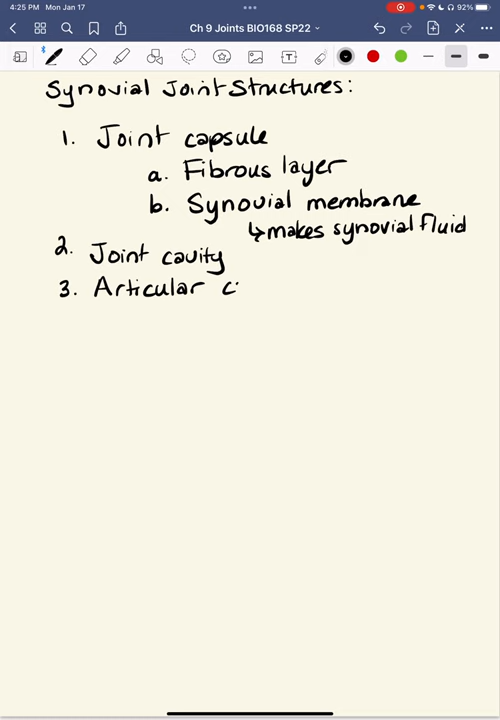 4:25 PM Mon Jan 17
92%
Ch 9 Joints BIO168 SP22
Synovial Joint Structures:
1. Joint capsule
a. Fibrous layer
b. Synovial membrane
↳ makes synovial fluid
2. Joint cavity
3. Articular c